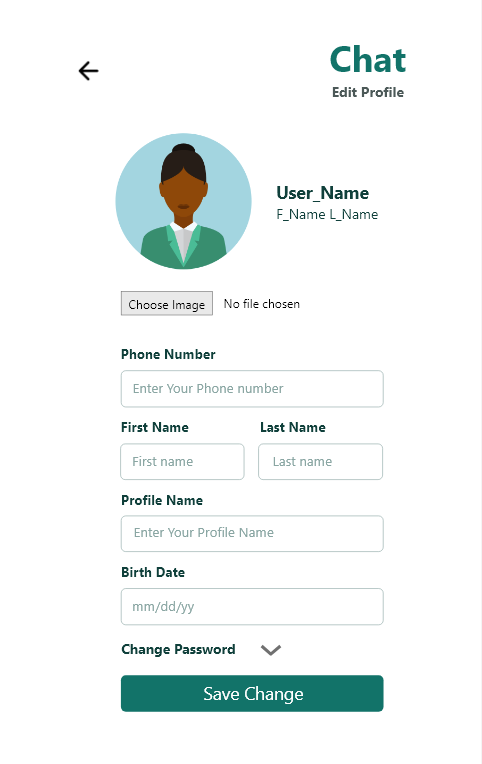 Chat
Edit Profile
User_Name
F_Name L_Name
Choose Image No file chosen
Phone Number
Enter Your Phone number
First Name Last Name
First name Last name
Profile Name
Enter Your Profile Name
Birth Date
mm/dd/yy
Change Password
Save Change